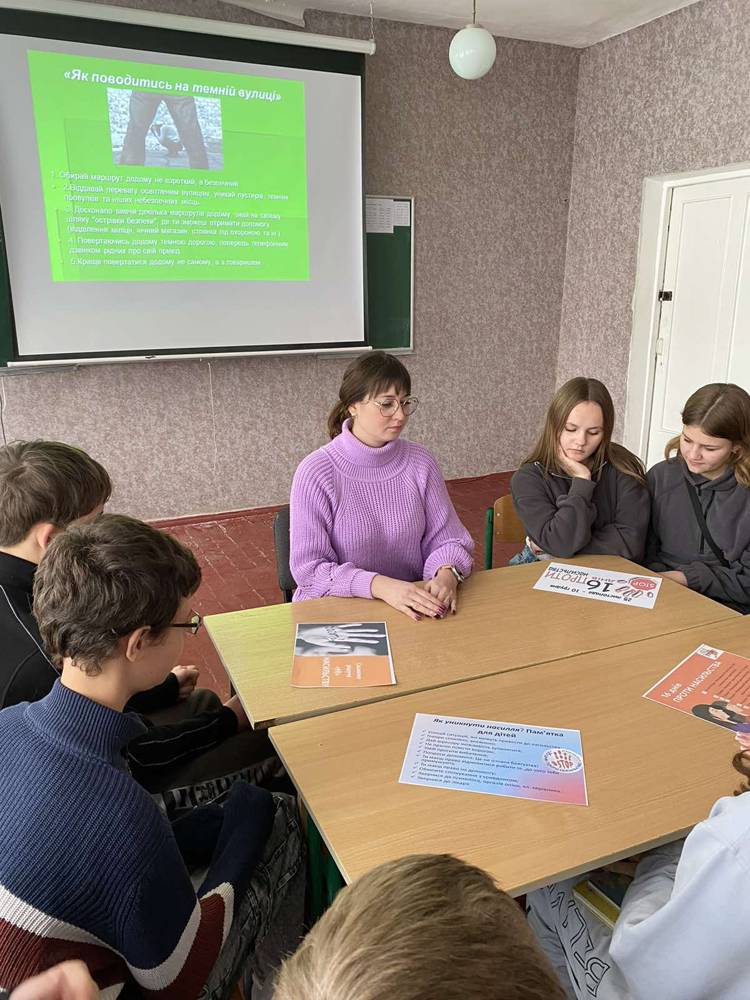 «Як поводитись на темній вулиці»
1. Обирай маршрут додому не короткий, а безпечний
2.Віддавай перевагу освітленим вулицям, уникай пустирів, темних
провулків та інших небезпечних місць.
3. Досконало вивчи декілька маршрутів додому, знай на своєму
шляху "острівки безпеки", де ти зможеш отримати допомогу
(відділення міліції, нічний магазин, стоянка під охороною та ін.)
4. Повертаючись додому темною дорогою, попередь телефонним
дзвінком рідних про свій прихід.
5.Краще повертатися додому не самому, а з товаришем.
25 листопада - 10 грудня
16 ДНІВ
ПРОТИ
НАСИЛЬСТВА
STOP
Скажемо
рішуче
«НІ»
НАСИЛЬСТВУ
16 днів
ПРОТИ НАСИЛЬСТВА
Як уникнути насилля? Пам'ятка
для дітей
✓ Уникай ситуацій, які можуть привести до насильства
✓ Говори спокійно, впевнено;
✓ Дай агресору можливість зупинитися;
✓ Не прагни помсти ворогам;
✓ Умій просити вибачення;
✓ Попроси допомоги. Це не ознака боягузтва!
✓ Ти маєш право відмовитися робити те, до чого тебе
примушують;
✓ Ти маєш право на допомогу;
✓ Обмежте спілкування з кривдником;
✓ Звернися до психолога, органів опіки, кл. керівника...
✓ Звернися до лікаря
STOP